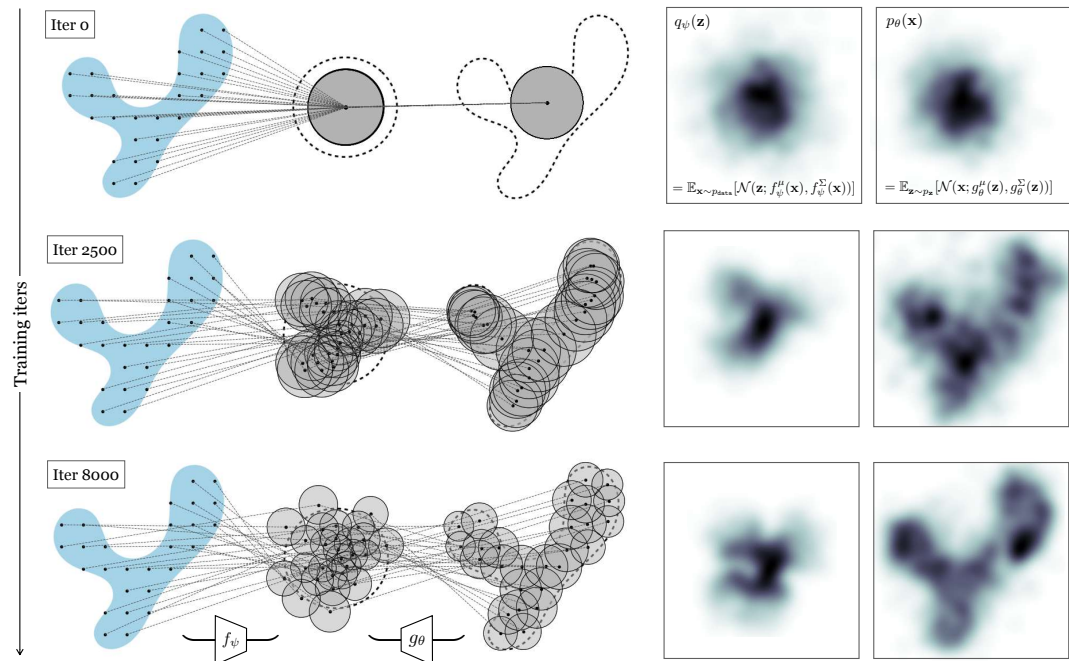 Iter 0
q_ψ(z)
p_θ(x)
= 𝔼_{x∼p_data}[𝒩(z; f_ψ^μ(x), f_ψ^Σ(x))]
= 𝔼_{z∼p_z}[𝒩(x; g_θ^μ(z), g_θ^Σ(z))]
Training iters
Iter 2500
Iter 8000
f_ψ
g_θ